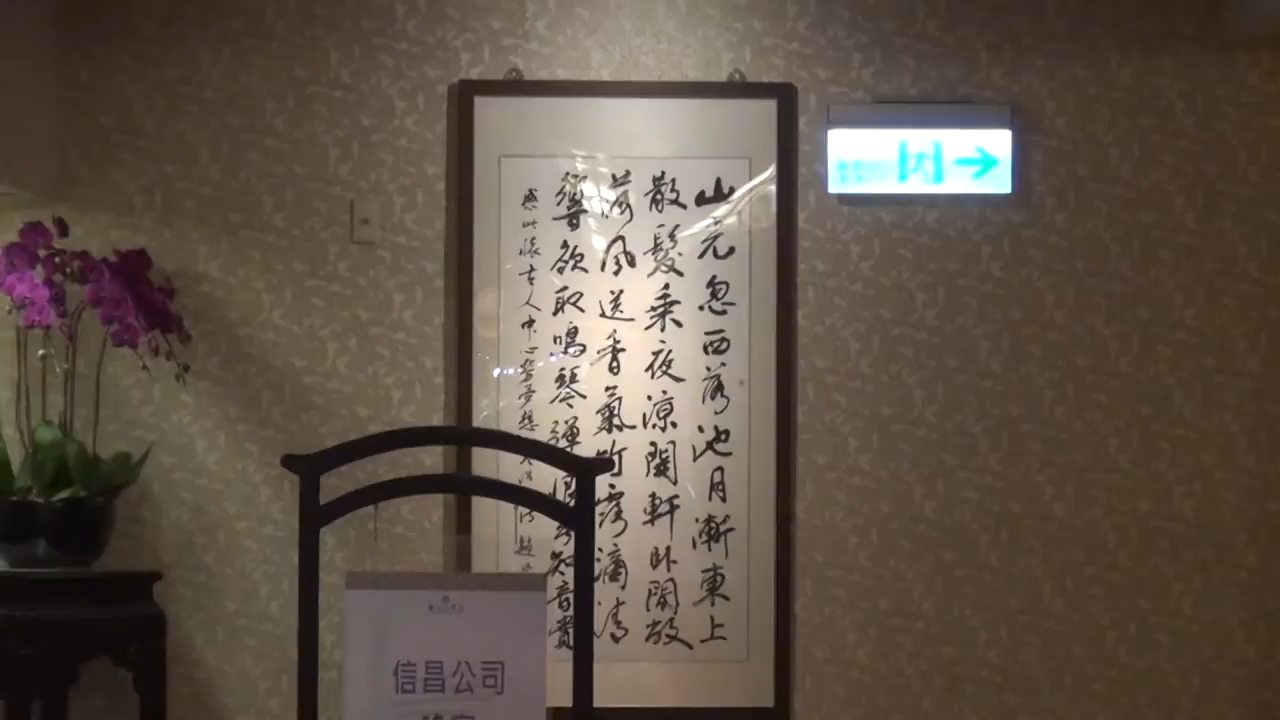 山光忽西落池月漸東上
散髮乘夜涼開軒臥閒敞
荷風送香氣竹露滴清
響欲取鳴琴彈恨無知音賞
感此懷古人中心勞夢想
信昌公司